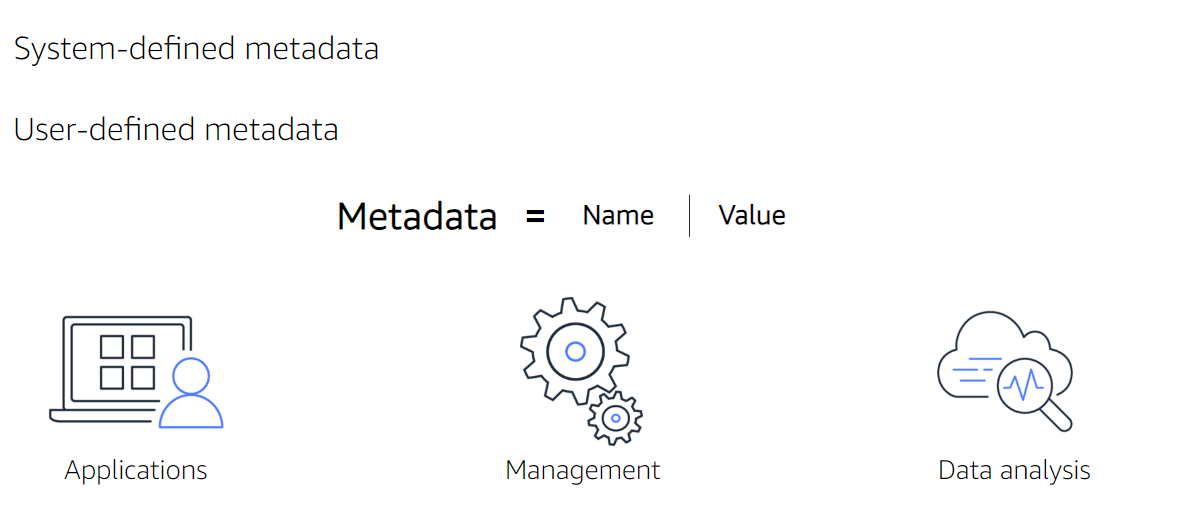 System-defined metadata
User-defined metadata
Metadata = Name | Value
Applications
Management
Data analysis